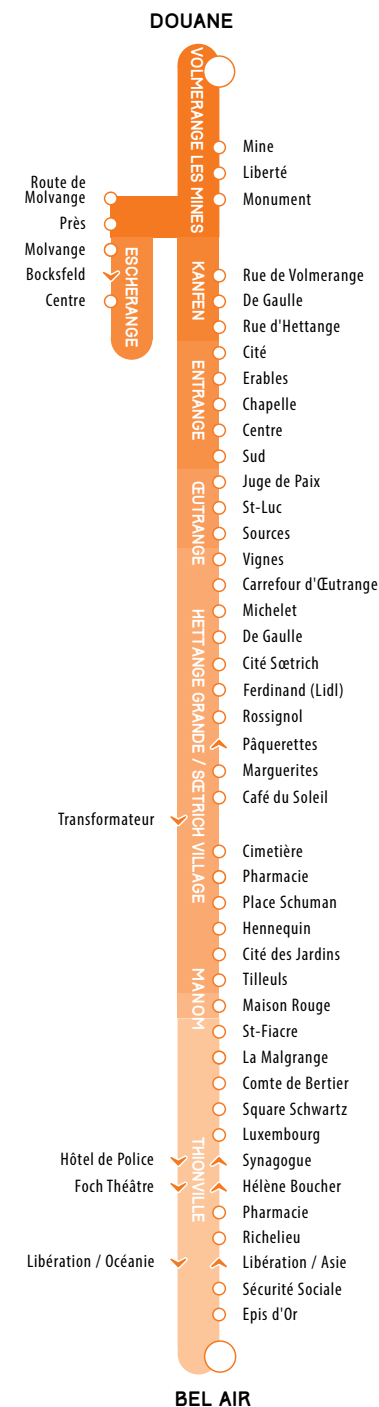 DOUANE
VOLMERANGE LES MINES
Mine
Liberté
Monument
Route de
Molvange
Près
Molvange
Bocksfeld
Centre
ESCHERANGE
KANFEN
Rue de Volmerange
De Gaulle
Rue d'Hettange
ENTRANGE
Cité
Erables
Chapelle
Centre
Sud
ŒUTRANGE
Juge de Paix
St-Luc
Sources
Vignes
HETTANGE GRANDE / SŒTRICH VILLAGE
Carrefour d'Œutrange
Michelet
De Gaulle
Cité Sœtrich
Ferdinand (Lidl)
Rossignol
Pâquerettes
Marguerites
Café du Soleil
Transformateur
Cimetière
Pharmacie
Place Schuman
Hennequin
Cité des Jardins
Tilleuls
MANOM
Maison Rouge
THIONVILLE
St-Fiacre
La Malgrange
Comte de Bertier
Square Schwartz
Luxembourg
Hôtel de Police
Synagogue
Foch Théâtre
Hélène Boucher
Pharmacie
Richelieu
Libération / Océanie
Libération / Asie
Sécurité Sociale
Epis d'Or
BEL AIR